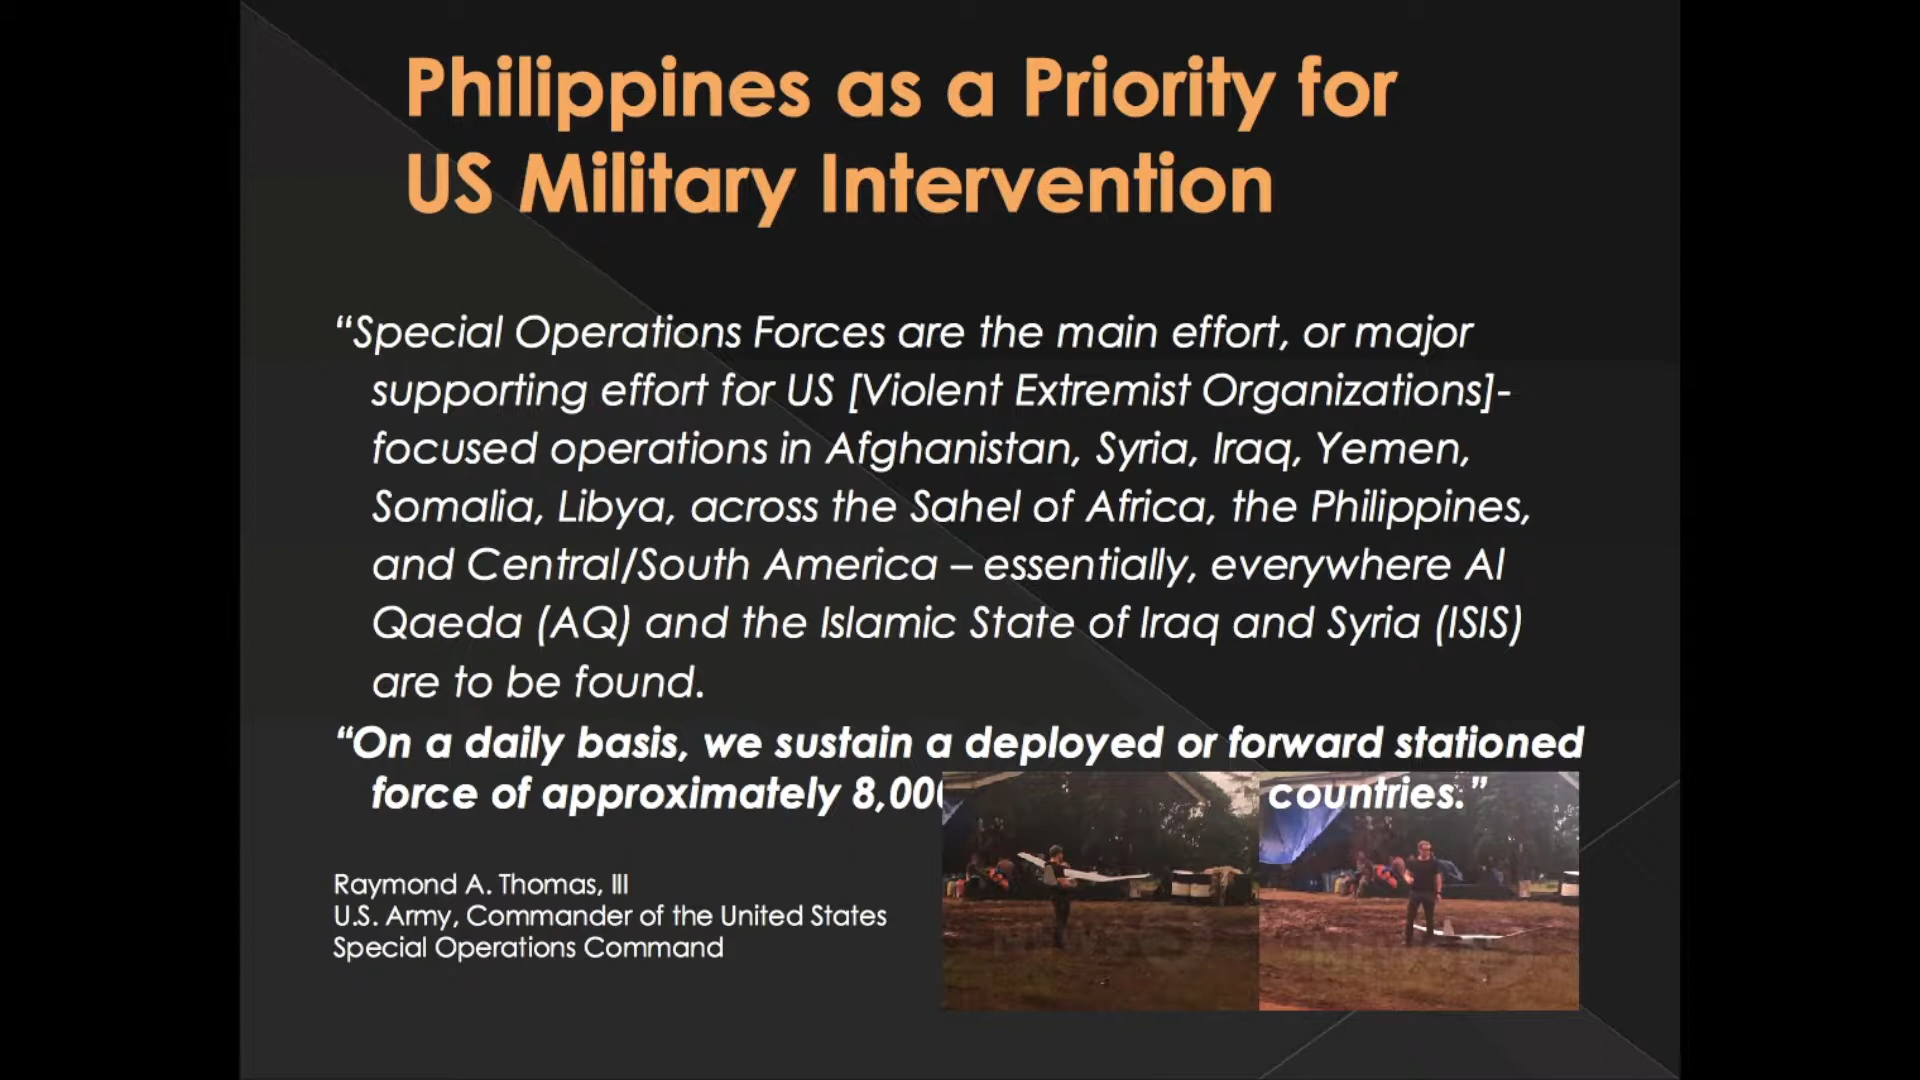 Philippines as a Priority for
US Military Intervention
“Special Operations Forces are the main effort, or major
supporting effort for US [Violent Extremist Organizations]-
focused operations in Afghanistan, Syria, Iraq, Yemen,
Somalia, Libya, across the Sahel of Africa, the Philippines,
and Central/South America – essentially, everywhere Al
Qaeda (AQ) and the Islamic State of Iraq and Syria (ISIS)
are to be found.
“On a daily basis, we sustain a deployed or forward stationed
force of approximately countries.”
Raymond A. Thomas, III
U.S. Army, Commander of the United States
Special Operations Command